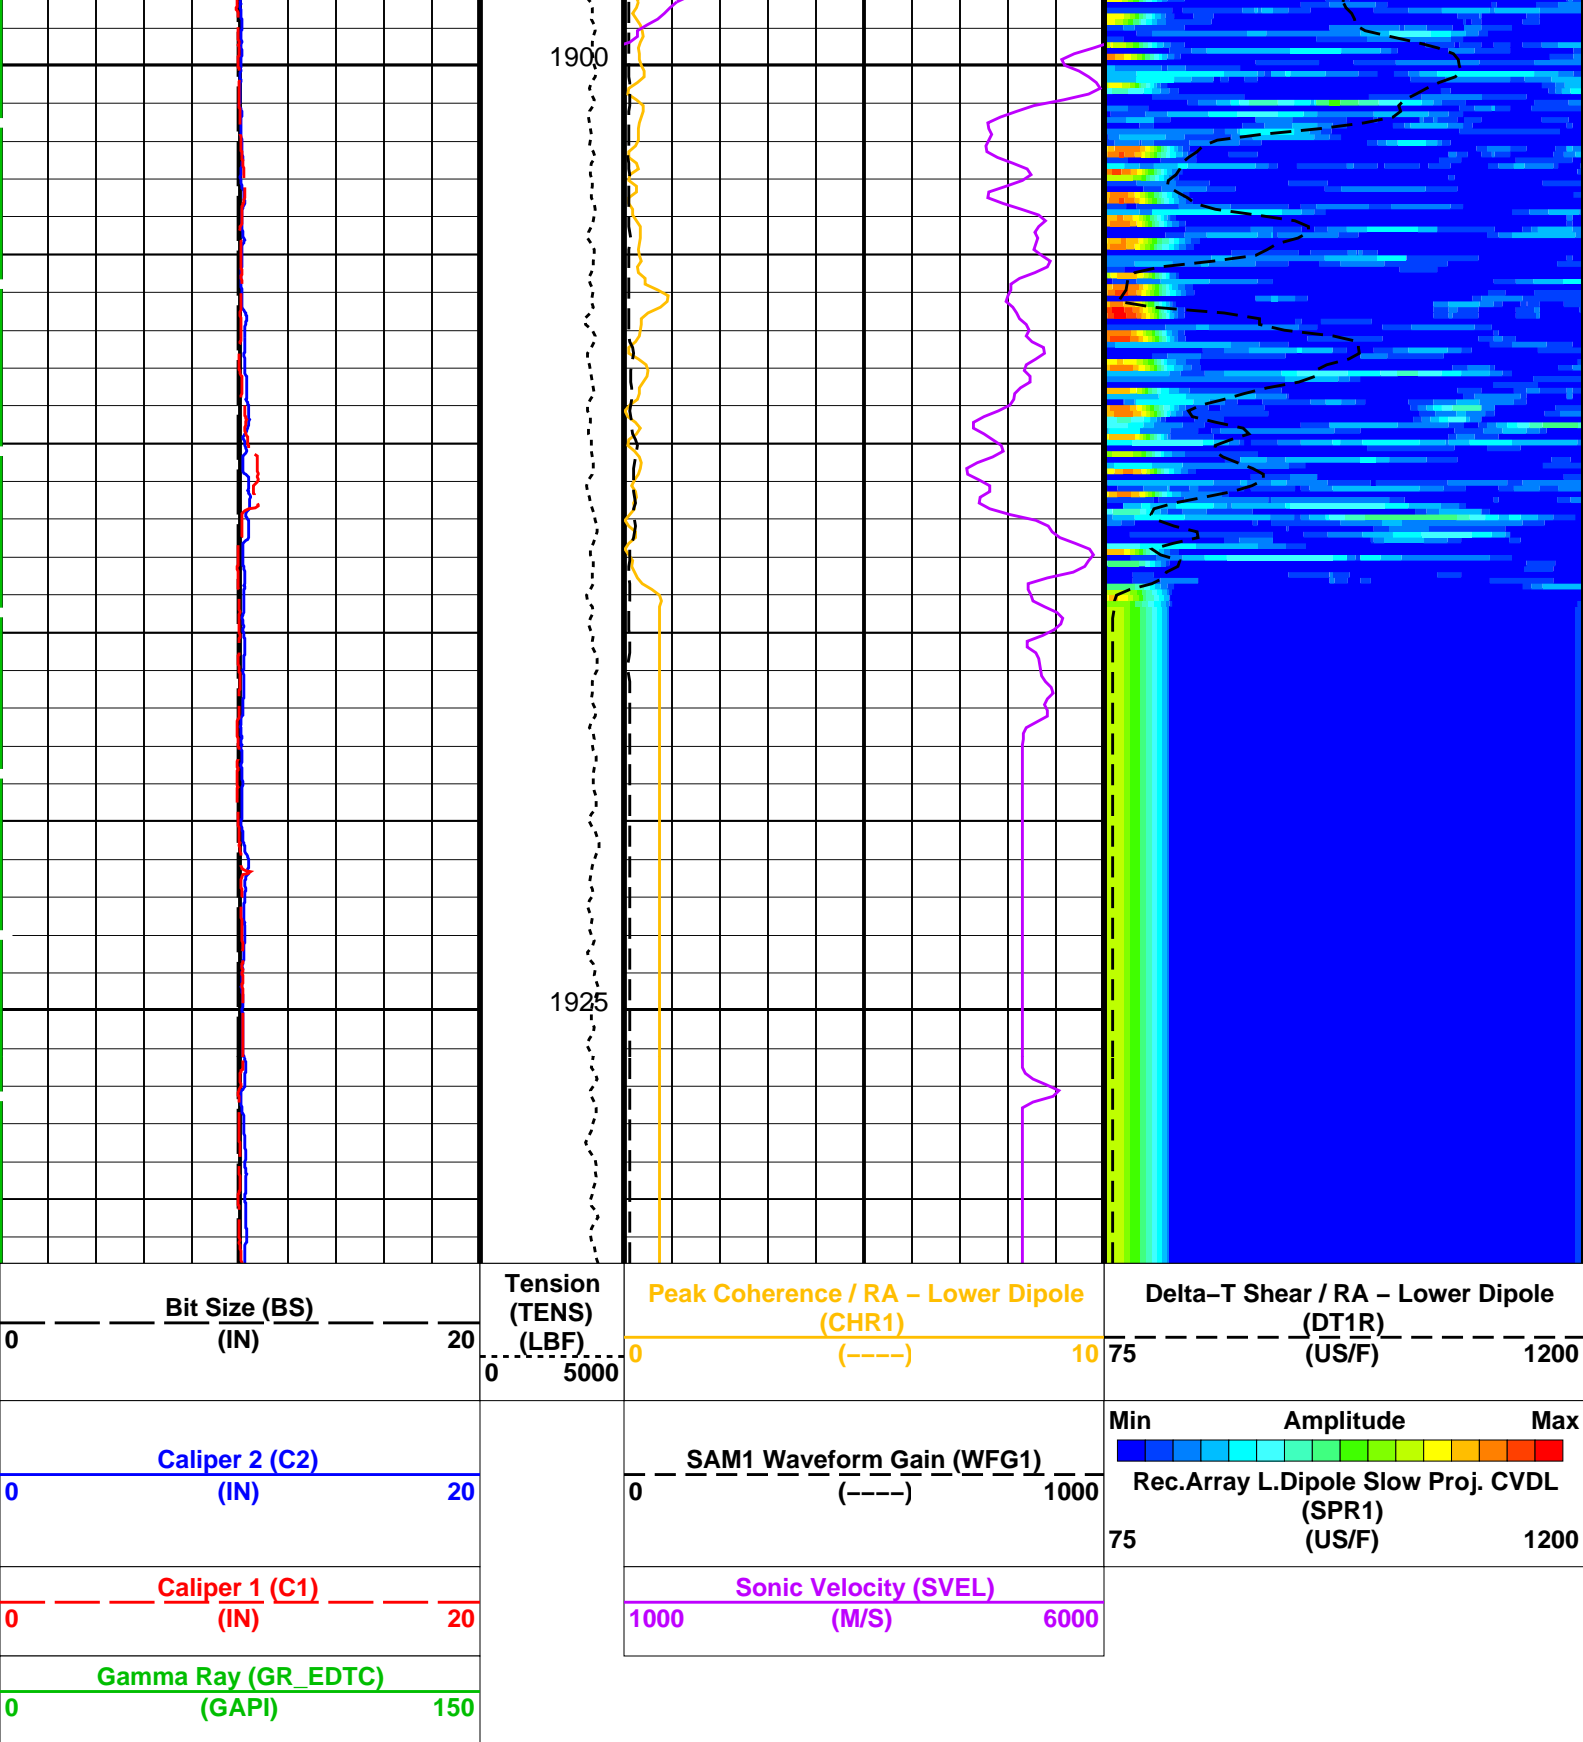 1900
1925
Bit Size (BS)
0 (IN) 20
Caliper 2 (C2)
0 (IN) 20
Caliper 1 (C1)
0 (IN) 20
Gamma Ray (GR_EDTC)
0 (GAPI) 150
Tension
(TENS)
(LBF)
0 5000
Peak Coherence / RA – Lower Dipole
(CHR1)
0 (––––) 10
SAM1 Waveform Gain (WFG1)
0 (––––) 1000
Sonic Velocity (SVEL)
1000 (M/S) 6000
Delta–T Shear / RA – Lower Dipole
(DT1R)
75 (US/F) 1200
Min Amplitude Max
Rec.Array L.Dipole Slow Proj. CVDL
(SPR1)
75 (US/F) 1200